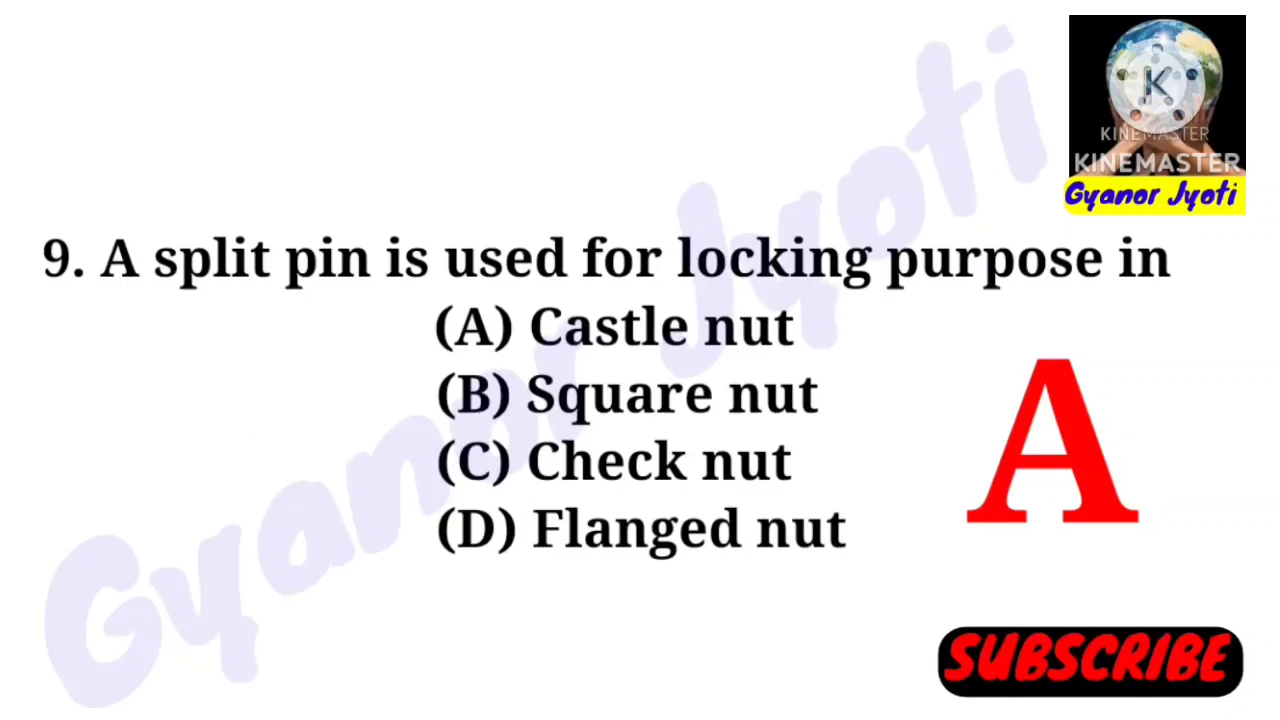 KINEMASTER
KINEMASTER
Gyanor Jyoti
9. A split pin is used for locking purpose in
(A) Castle nut
(B) Square nut
(C) Check nut
(D) Flanged nut
A
Gyanor Jyoti
SUBSCRIBE